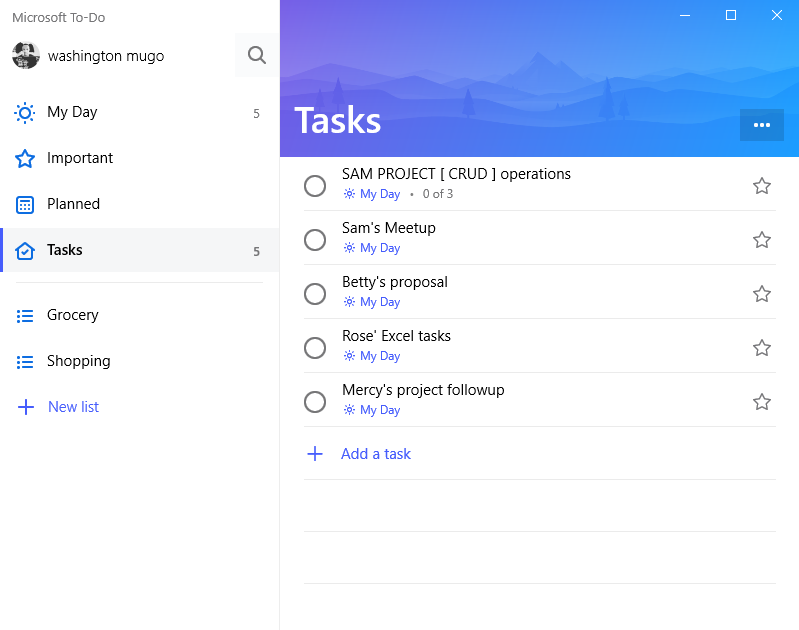 Microsoft To-Do
washington mugo
My Day 5
Important
Planned
Tasks 5
Grocery
Shopping
New list
Tasks
SAM PROJECT [ CRUD ] operations
My Day • 0 of 3
Sam's Meetup
My Day
Betty's proposal
My Day
Rose' Excel tasks
My Day
Mercy's project followup
My Day
Add a task